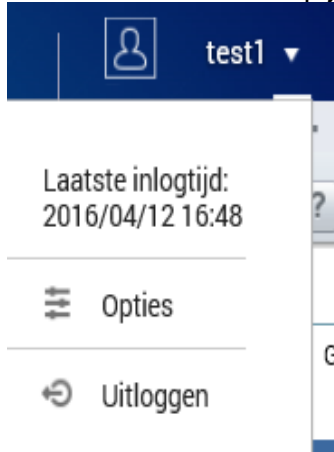 test1
Laatste inlogtijd:
2016/04/12 16:48
?
Opties
Uitloggen